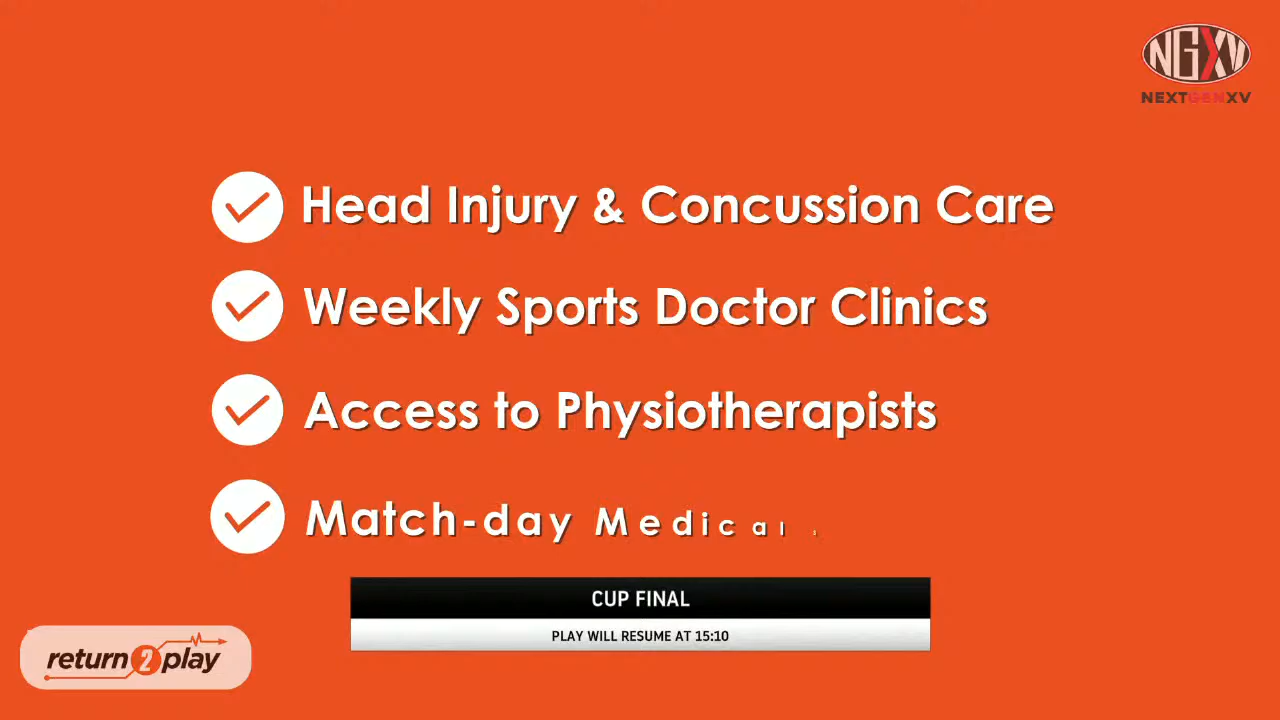 NGXV
NEXTGENXV
Head Injury & Concussion Care
Weekly Sports Doctor Clinics
Access to Physiotherapists
Match-day Medical
CUP FINAL
PLAY WILL RESUME AT 15:10
return2play